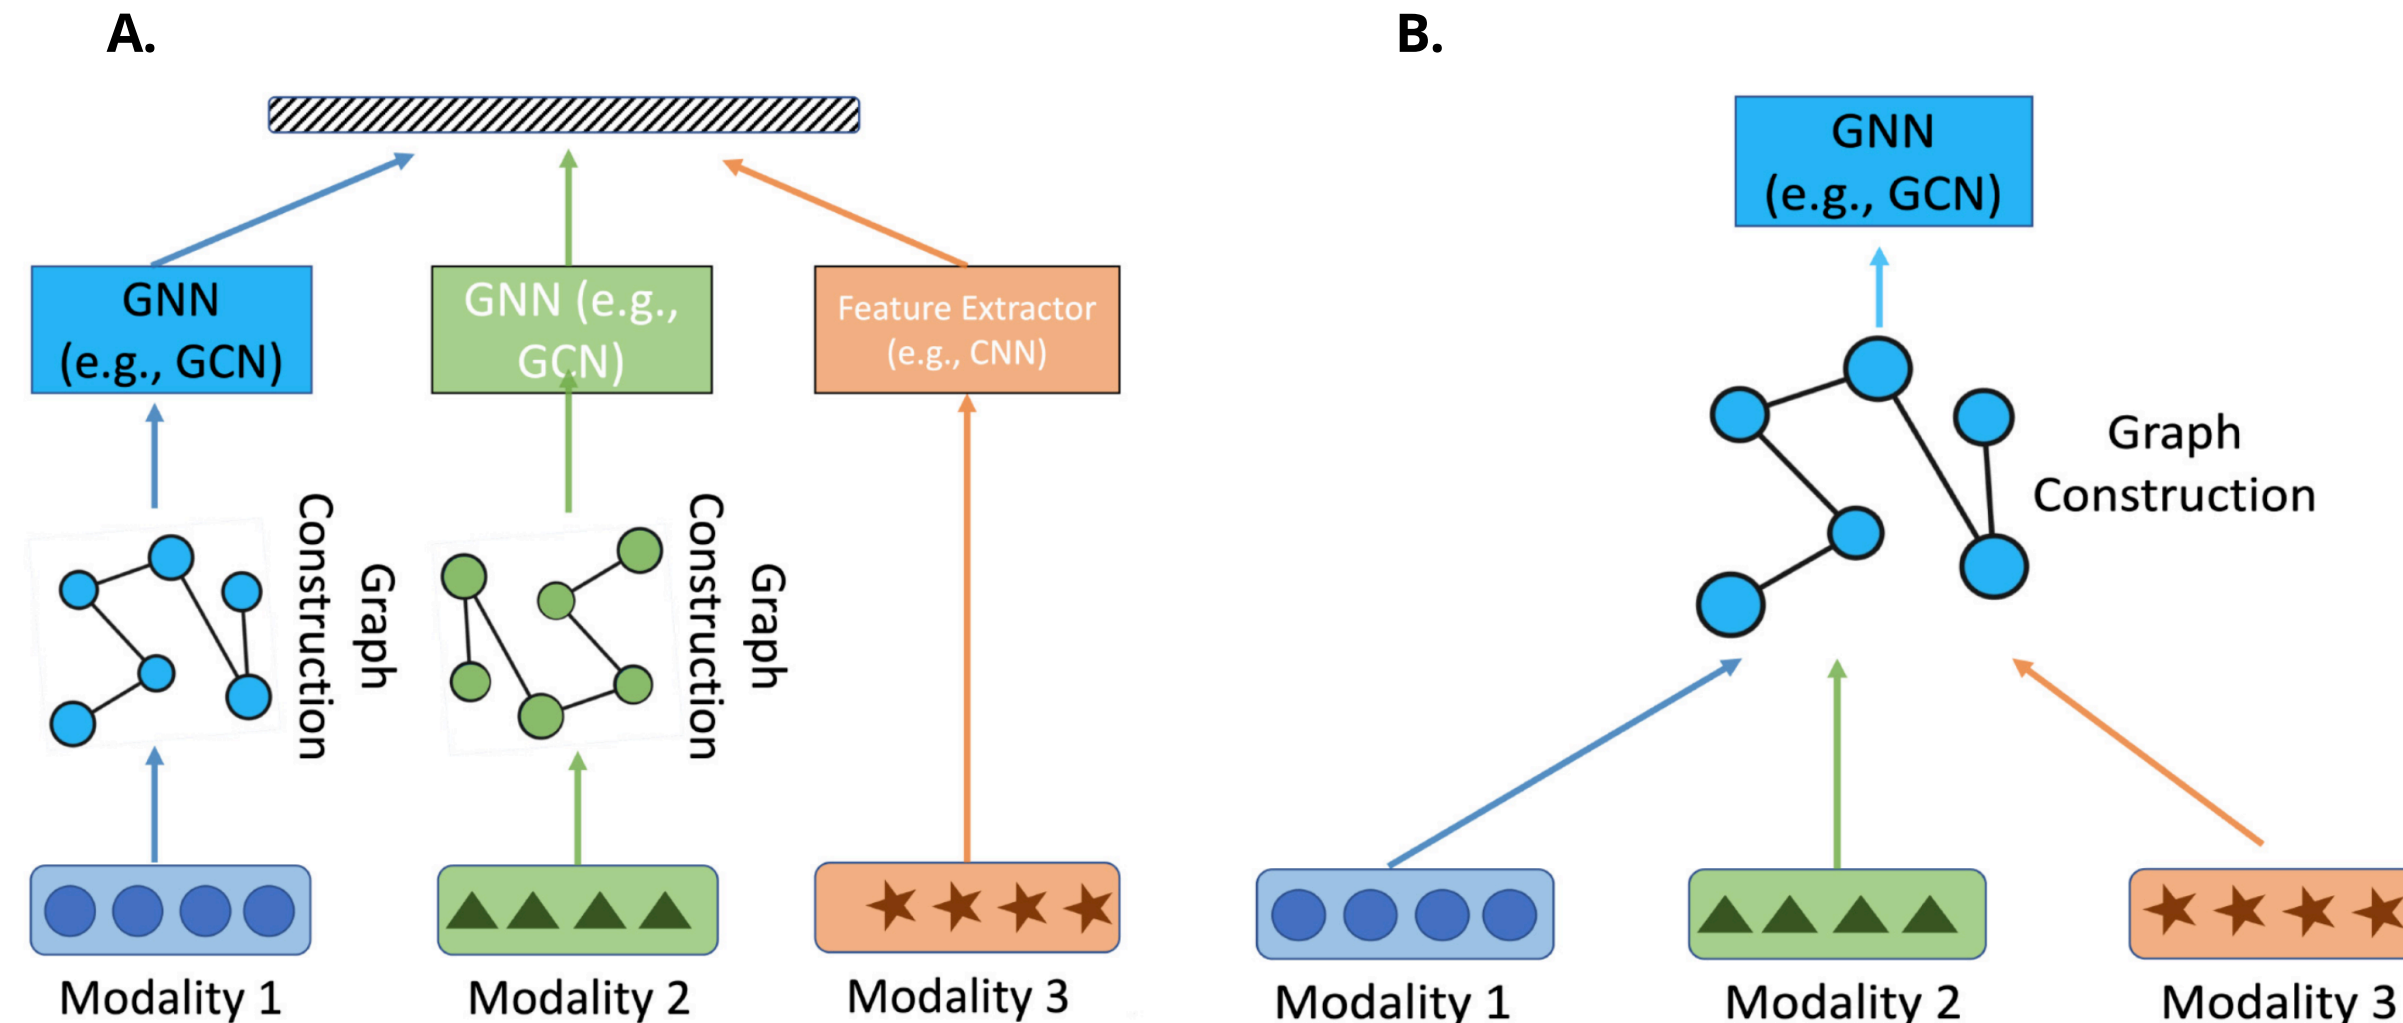 A.
GNN
(e.g., GCN)
GNN (e.g.,
GCN)
Feature Extractor
(e.g., CNN)
Graph
Construction
Graph
Construction
Modality 1
Modality 2
Modality 3
B.
GNN
(e.g., GCN)
Graph
Construction
Modality 1
Modality 2
Modality 3